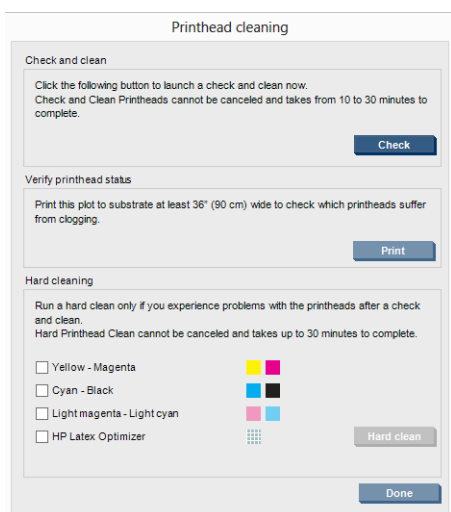 Printhead cleaning
Check and clean
Click the following button to launch a check and clean now.
Check and Clean Printheads cannot be canceled and takes from 10 to 30 minutes to
complete.
Check
Verify printhead status
Print this plot to substrate at least 36" (90 cm) wide to check which printheads suffer
from clogging.
Print
Hard cleaning
Run a hard clean only if you experience problems with the printheads after a check
and clean.
Hard Printhead Clean cannot be canceled and takes up to 30 minutes to complete.
Yellow - Magenta
Cyan - Black
Light magenta - Light cyan
HP Latex Optimizer
Hard clean
Done